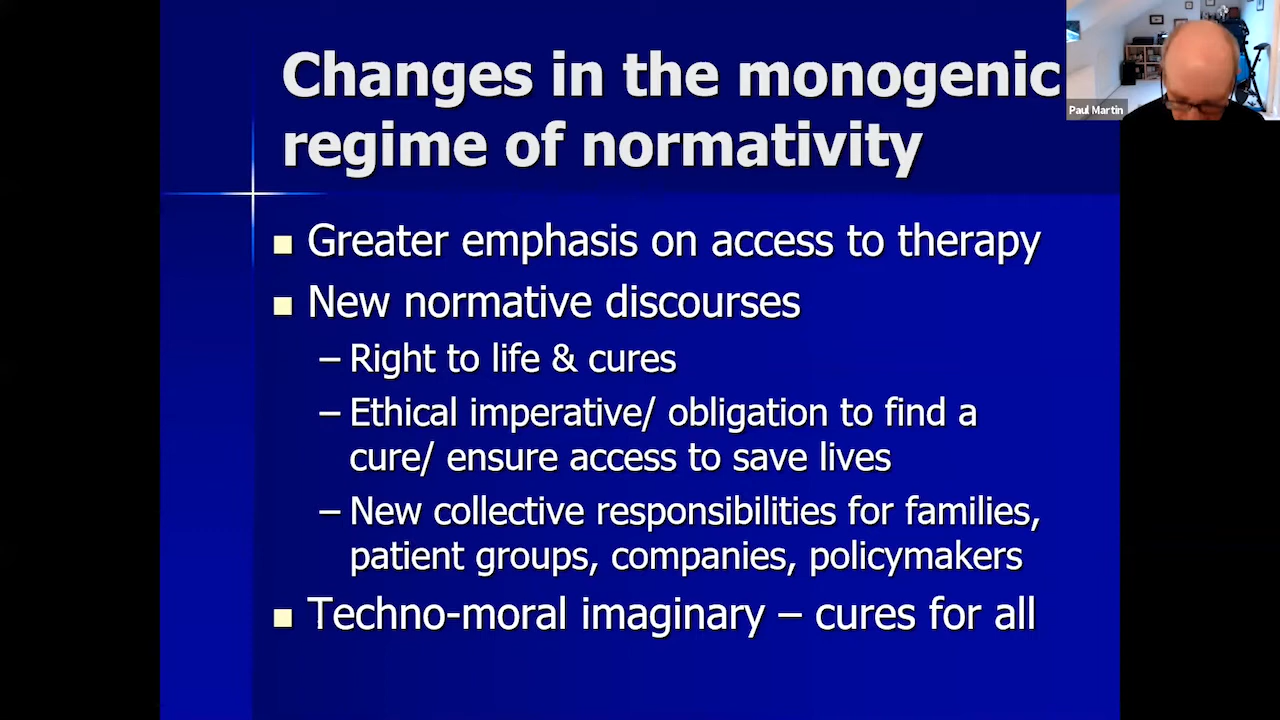 Changes in the monogenic
regime of normativity
Paul Martin
■ Greater emphasis on access to therapy
■ New normative discourses
– Right to life & cures
– Ethical imperative/ obligation to find a
cure/ ensure access to save lives
– New collective responsibilities for families,
patient groups, companies, policymakers
■ Techno-moral imaginary – cures for all